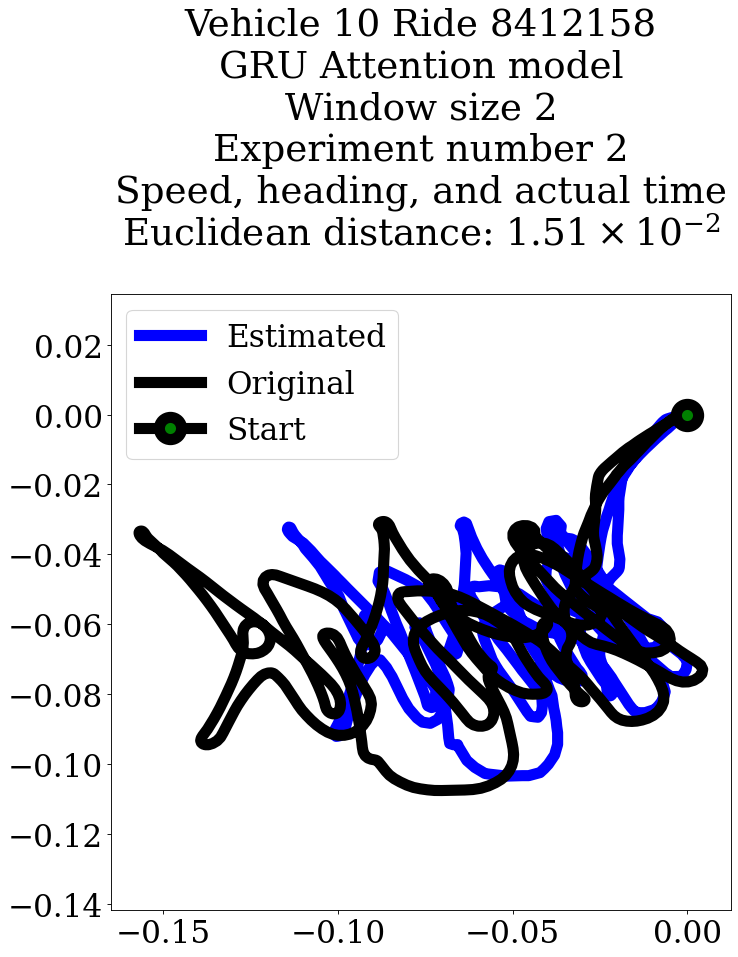 Vehicle 10 Ride 8412158
GRU Attention model
Window size 2
Experiment number 2
Speed, heading, and actual time
Euclidean distance: 1.51 × 10⁻²
Estimated
Original
Start
0.02
0.00
−0.02
−0.04
−0.06
−0.08
−0.10
−0.12
−0.14
−0.15
−0.10
−0.05
0.00